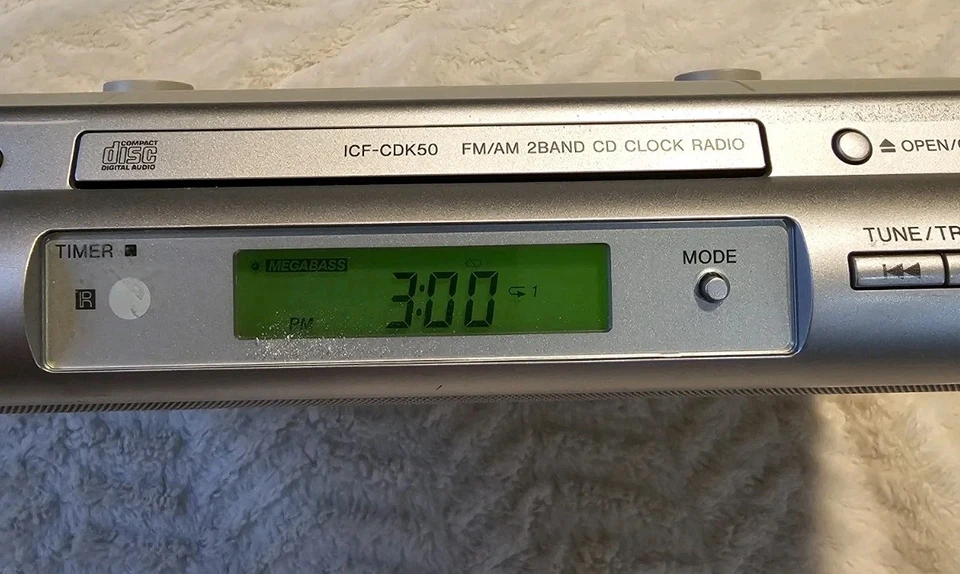 COMPACT
disc
DIGITAL AUDIO
ICF-CDK50 FM/AM 2BAND CD CLOCK RADIO
OPEN/
TIMER
R
MEGABASS
PM 3:00 1
MODE
TUNE/TR